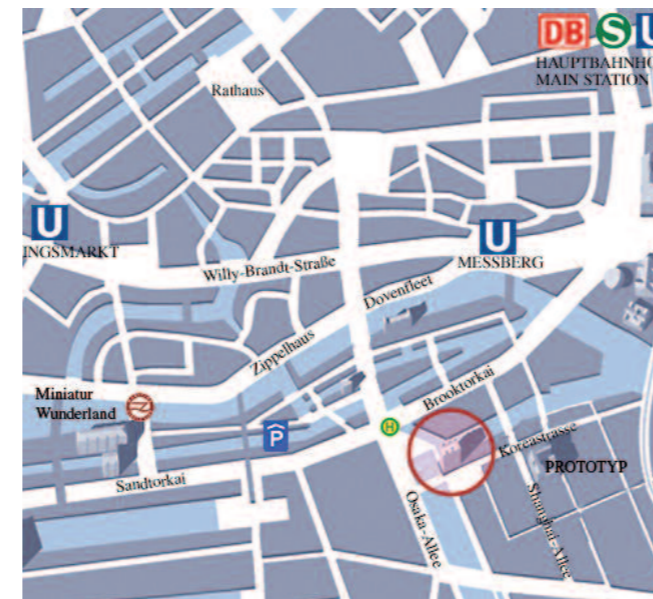 DB S U
HAUPTBAHNHO
MAIN STATION
Rathaus
U
INGSMARKT
U
MESSBERG
Willy-Brandt-Straße
Dovenfleet
Zippelhaus
Miniatur
Wunderland
P
Brooktorkai
H
Koreastrasse
PROTOTYP
Sandtorkai
Osaka-Allee
Shanghai-Allee